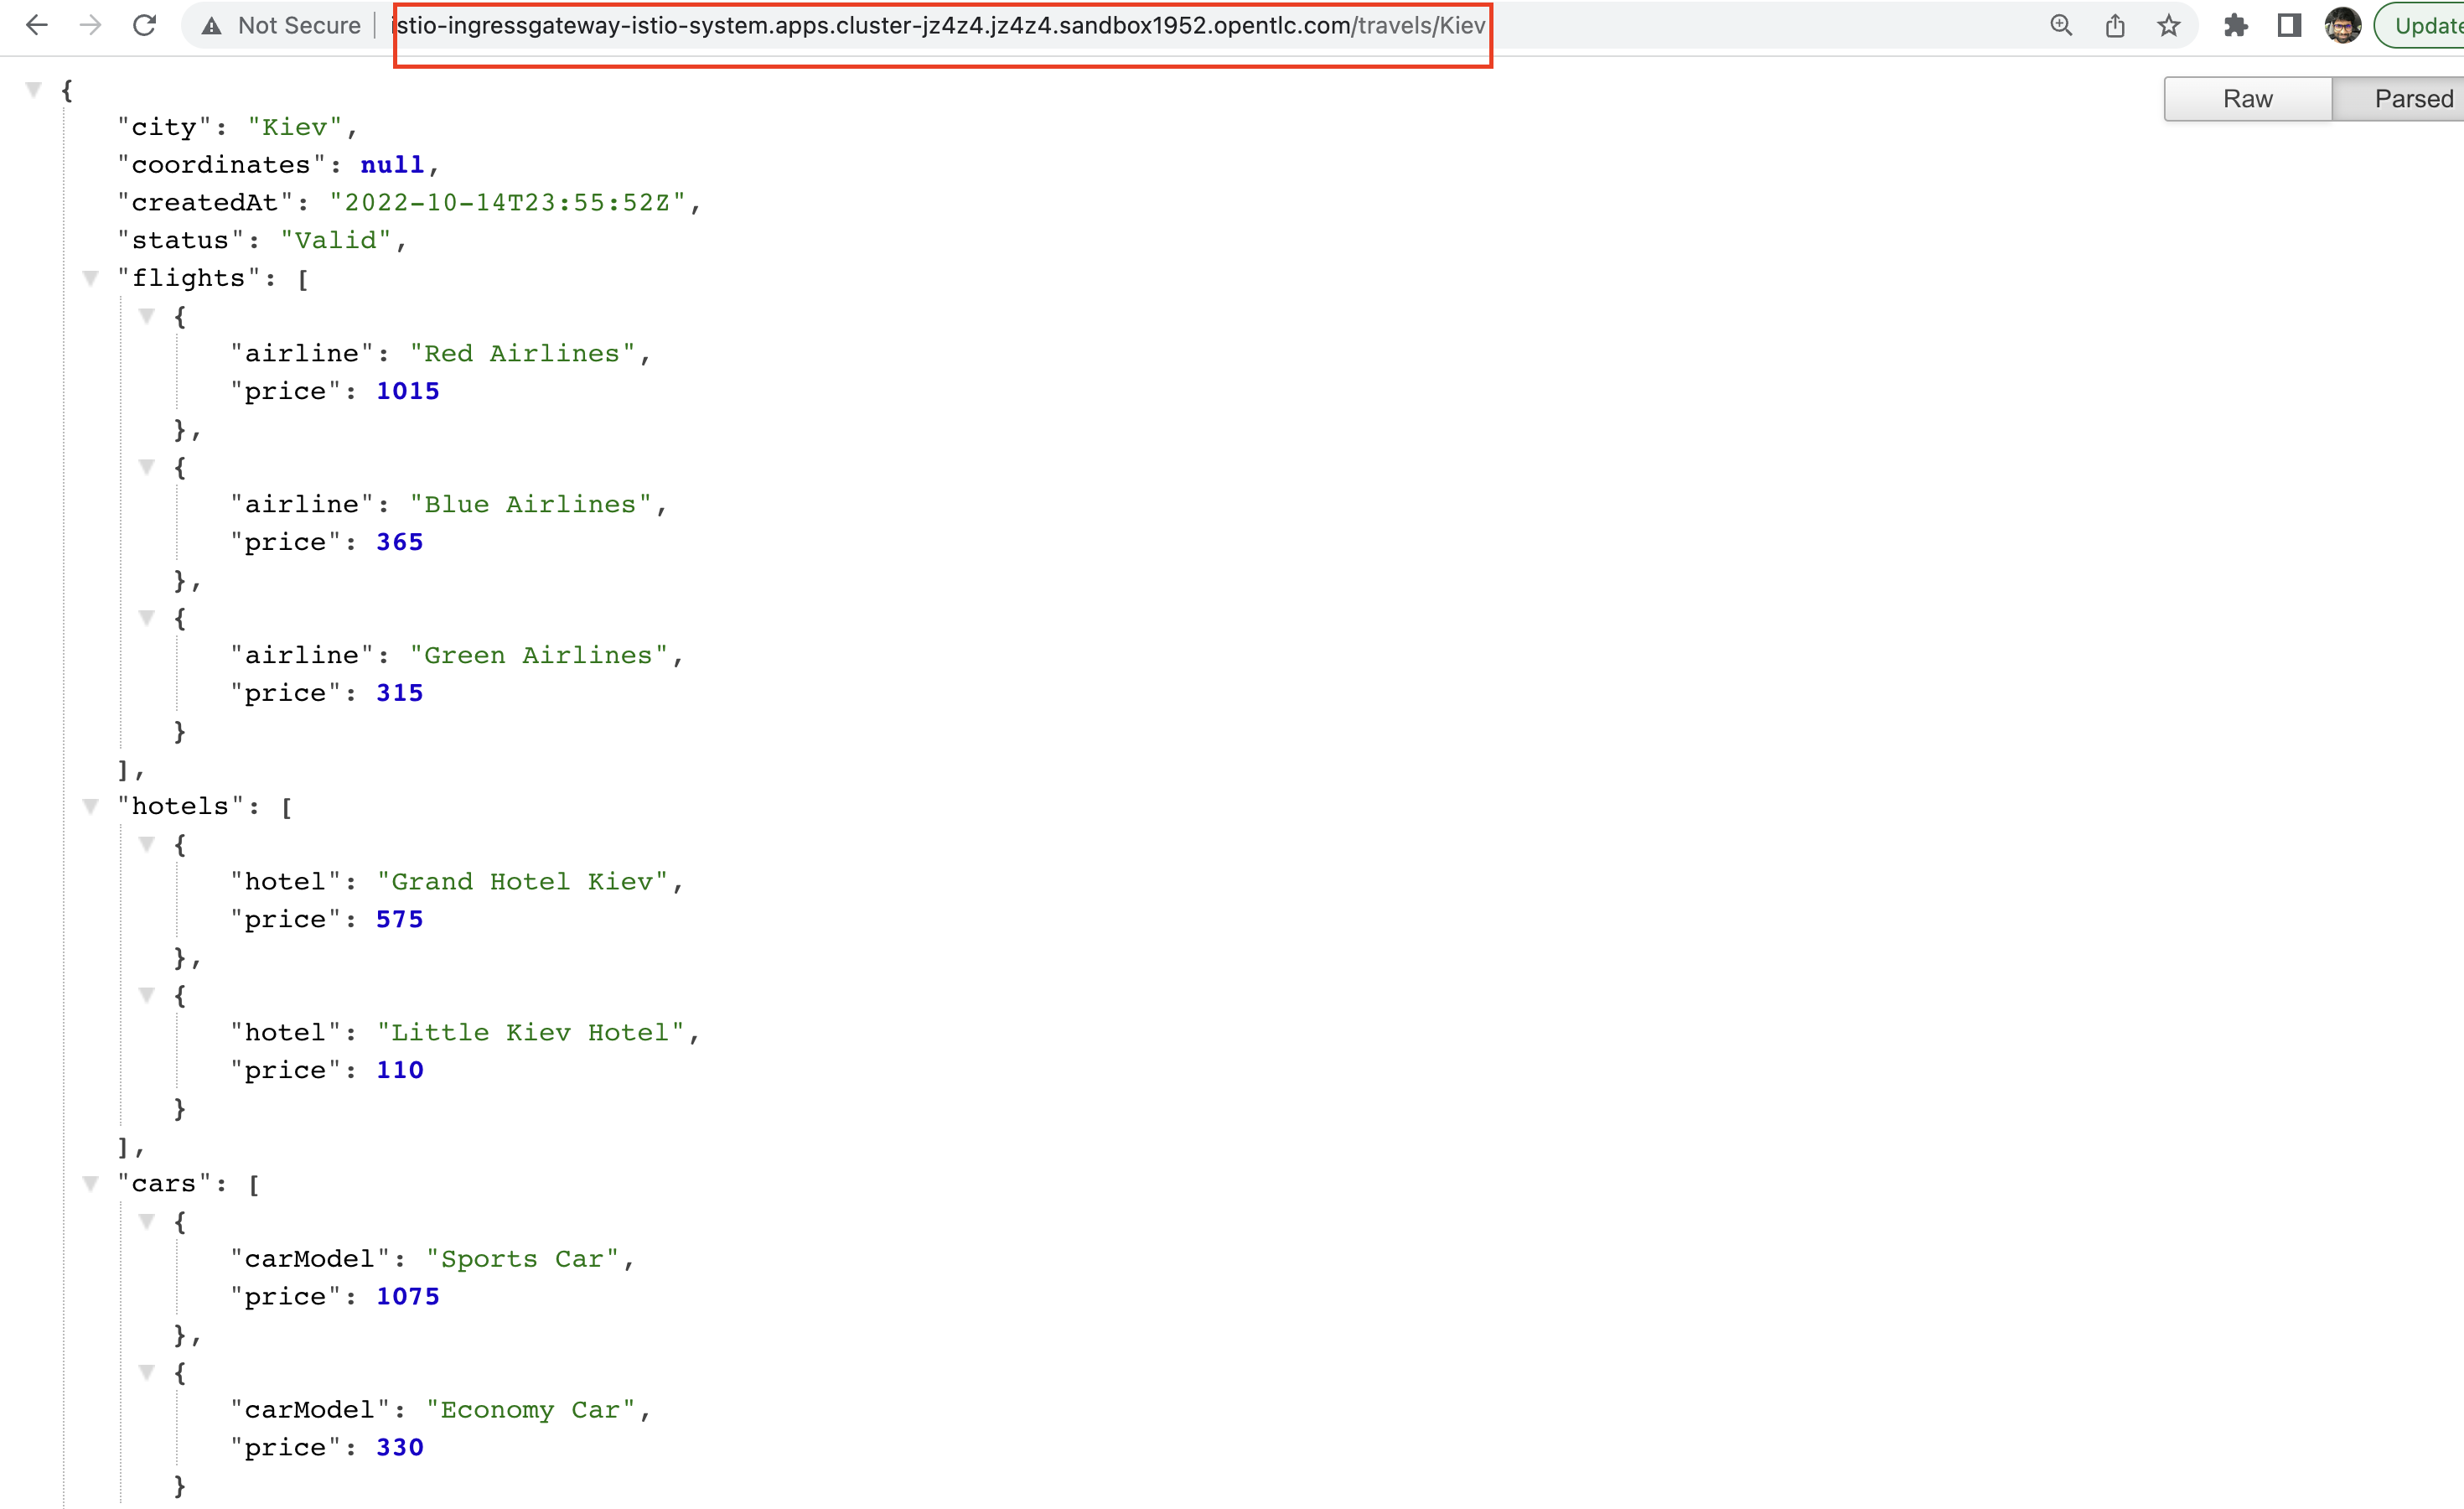 Not Secure istio-ingressgateway-istio-system.apps.cluster-jz4z4.jz4z4.sandbox1952.opentlc.com/travels/Kiev Update
{
Raw Parsed
"city": "Kiev",
"coordinates": null,
"createdAt": "2022-10-14T23:55:52Z",
"status": "Valid",
"flights": [
{
"airline": "Red Airlines",
"price": 1015
},
{
"airline": "Blue Airlines",
"price": 365
},
{
"airline": "Green Airlines",
"price": 315
}
],
"hotels": [
{
"hotel": "Grand Hotel Kiev",
"price": 575
},
{
"hotel": "Little Kiev Hotel",
"price": 110
}
],
"cars": [
{
"carModel": "Sports Car",
"price": 1075
},
{
"carModel": "Economy Car",
"price": 330
}